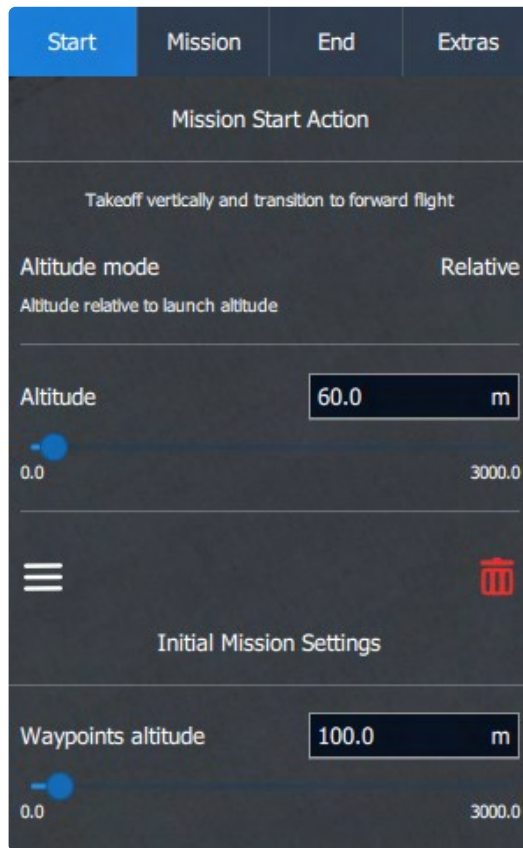 Start Mission End Extras
Mission Start Action
Takeoff vertically and transition to forward flight
Altitude mode Relative
Altitude relative to launch altitude
Altitude 60.0 m
0.0 3000.0
Initial Mission Settings
Waypoints altitude 100.0 m
0.0 3000.0